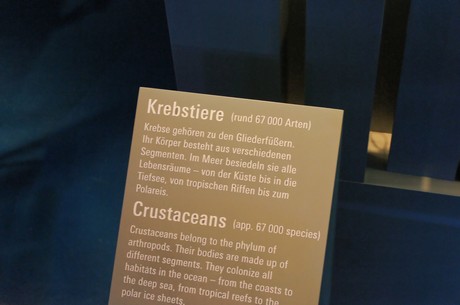 Krebstiere (rund 67 000 Arten)
Krebse gehören zu den Gliederfüßern.
Ihr Körper besteht aus verschiedenen
Segmenten. Im Meer besiedeln sie alle
Lebensräume – von der Küste bis in die
Tiefsee, von tropischen Riffen bis zum
Polareis.
Crustaceans (app. 67 000 species)
Crustaceans belong to the phylum of
arthropods. Their bodies are made up of
different segments. They colonize all
habitats in the ocean – from the coasts to
the deep sea, from tropical reefs to the
polar ice sheets.